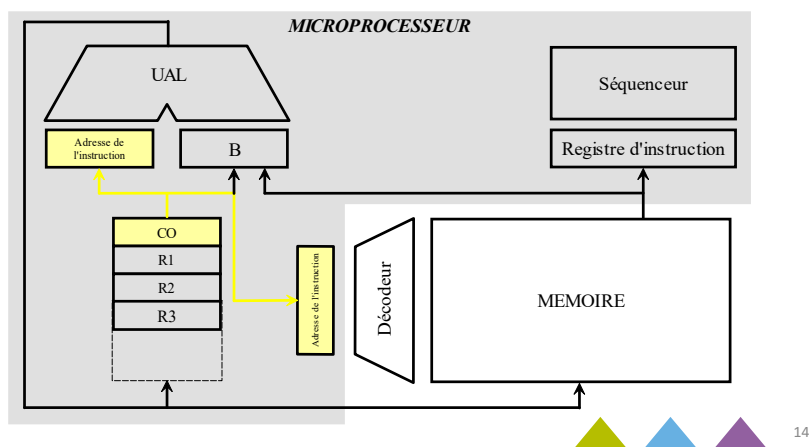 MICROPROCESSEUR
UAL
Séquenceur
Adresse de
l'instruction
B
Registre d'instruction
CO
R1
R2
R3
Adresse de l'instruction
Décodeur
MEMOIRE
14